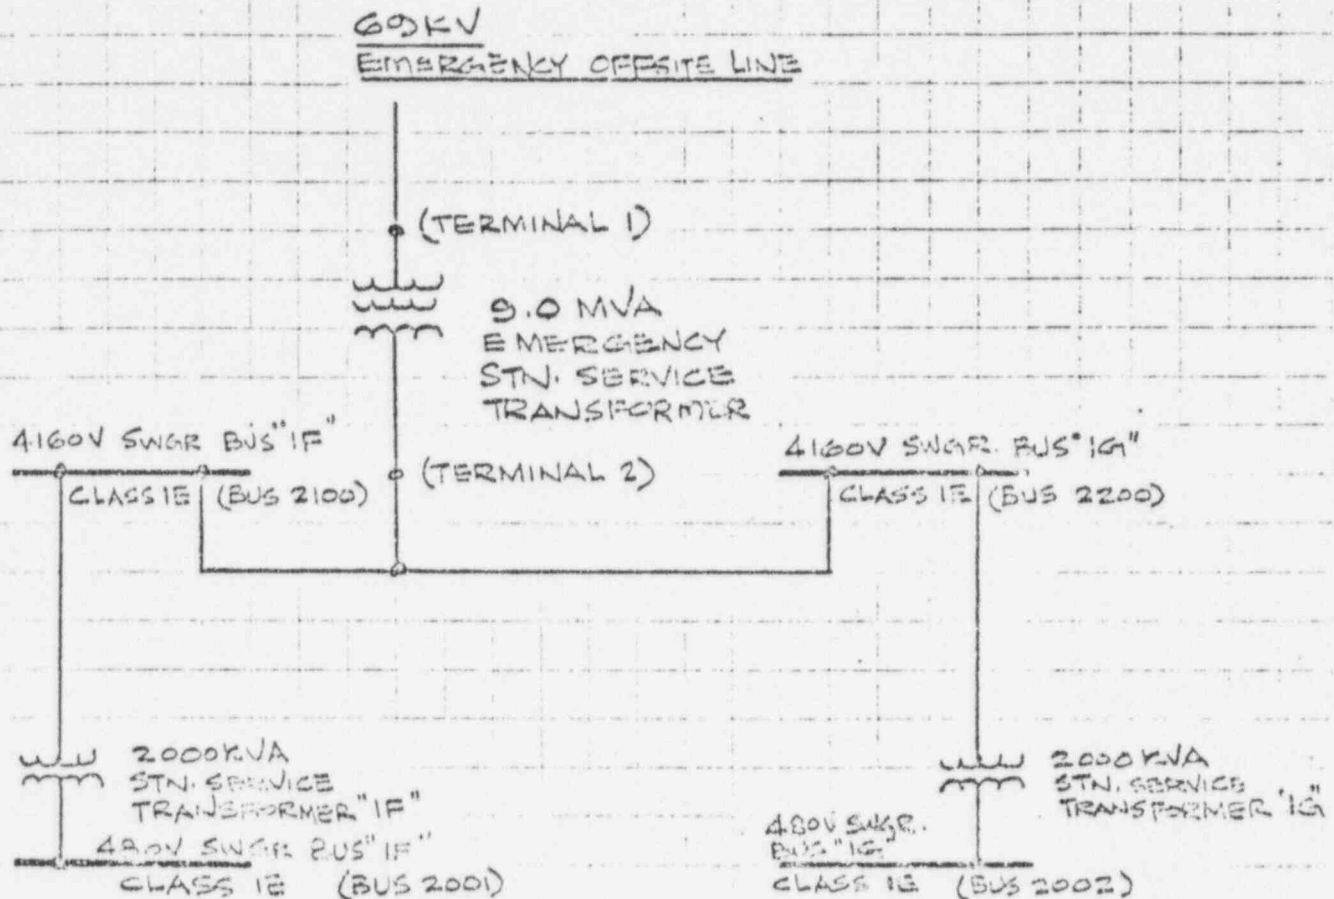 69KV
EMERGENCY OFFSITE LINE
(TERMINAL 1)
9.0 MVA
EMERGENCY
STN. SERVICE
TRANSFORMER
4160V SWGR BUS "1F"
CLASS 1E (BUS 2100)
(TERMINAL 2)
4160V SWGR. BUS "1G"
CLASS 1E (BUS 2200)
2000KVA
STN. SERVICE
TRANSFORMER "1F"
480V SWGR BUS "1F"
CLASS 1E (BUS 2001)
2000 KVA
STN. SERVICE
TRANSFORMER "1G
480V SWGR.
BUS "1G"
CLASS 1E (BUS 2002)